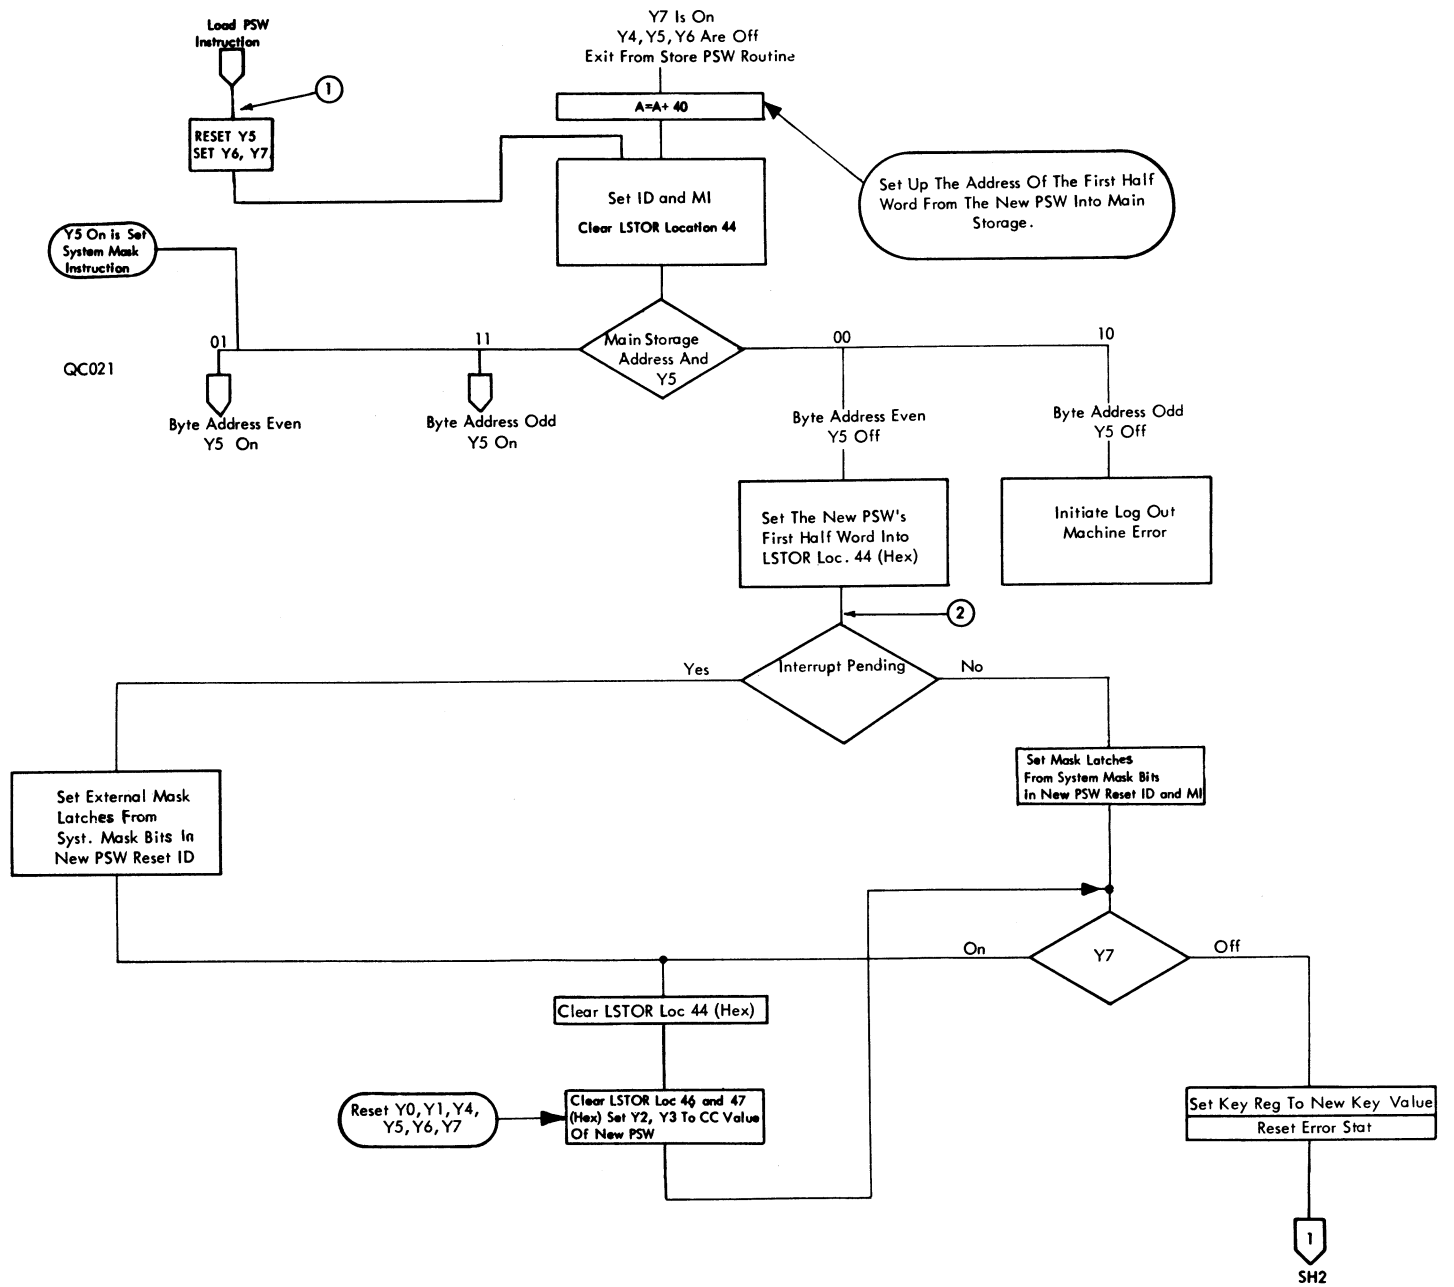 Load PSW
Instruction
1
RESET Y5
SET Y6, Y7
Y7 Is On
Y4, Y5, Y6 Are Off
Exit From Store PSW Routine
A=A+ 40
Set ID and MI
Clear LSTOR Location 44
Set Up The Address Of The First Half
Word From The New PSW Into Main
Storage.
Y5 On is Set
System Mask
Instruction
QC021
Main Storage
Address And
Y5
01
11
00
10
Byte Address Even
Y5 On
Byte Address Odd
Y5 On
Byte Address Even
Y5 Off
Byte Address Odd
Y5 Off
Set The New PSW's
First Half Word Into
LSTOR Loc. 44 (Hex)
Initiate Log Out
Machine Error
2
Interrupt Pending
Yes
No
Set External Mask
Latches From
Syst. Mask Bits In
New PSW Reset ID
Set Mask Latches
From System Mask Bits
in New PSW Reset ID and MI
Y7
On
Off
Clear LSTOR Loc 44 (Hex)
Reset Y0, Y1, Y4,
Y5, Y6, Y7
Clear LSTOR Loc 46 and 47
(Hex) Set Y2, Y3 To CC Value
Of New PSW
Set Key Reg To New Key Value
Reset Error Stat
1
SH2